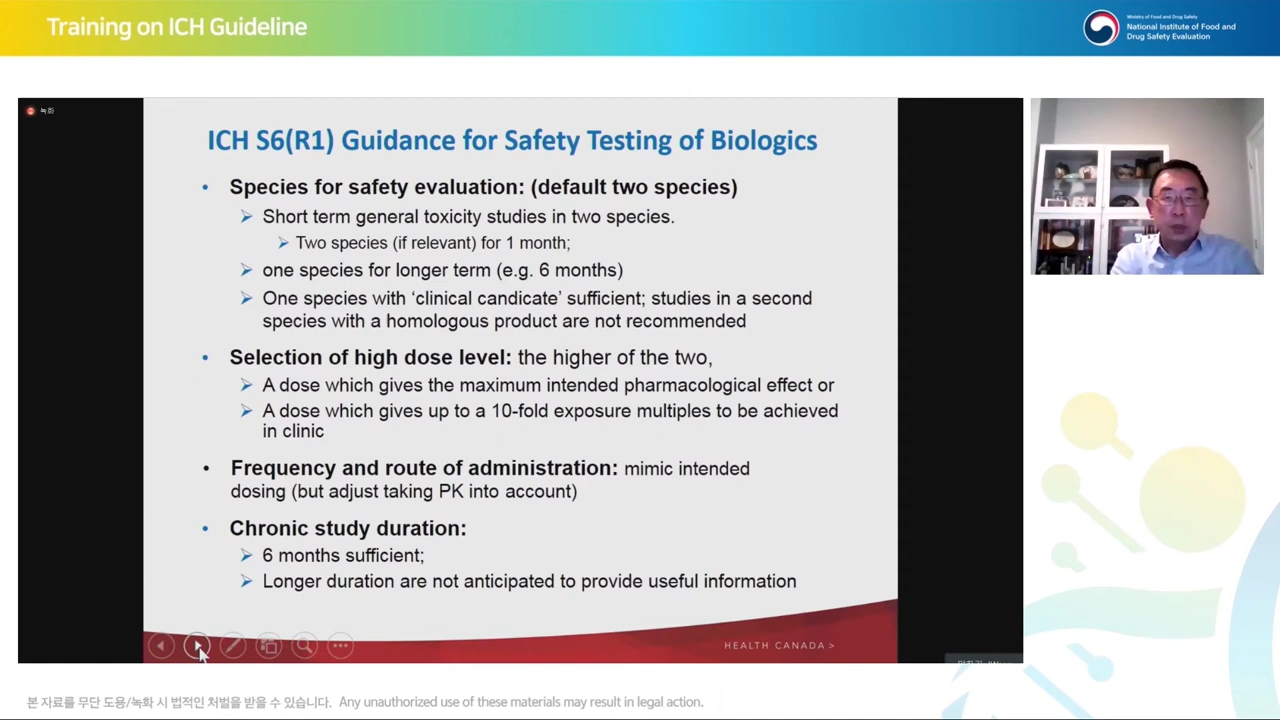 Training on ICH Guideline
Ministry of Food and Drug Safety
National Institute of Food and
Drug Safety Evaluation
녹화
ICH S6(R1) Guidance for Safety Testing of Biologics
• Species for safety evaluation: (default two species)
Short term general toxicity studies in two species.
Two species (if relevant) for 1 month;
one species for longer term (e.g. 6 months)
One species with ‘clinical candicate’ sufficient; studies in a second
species with a homologous product are not recommended
• Selection of high dose level: the higher of the two,
A dose which gives the maximum intended pharmacological effect or
A dose which gives up to a 10-fold exposure multiples to be achieved
in clinic
• Frequency and route of administration: mimic intended
dosing (but adjust taking PK into account)
• Chronic study duration:
6 months sufficient;
Longer duration are not anticipated to provide useful information
HEALTH CANADA >
본 자료를 무단 도용/녹화 시 법적인 처벌을 받을 수 있습니다. Any unauthorized use of these materials may result in legal action.